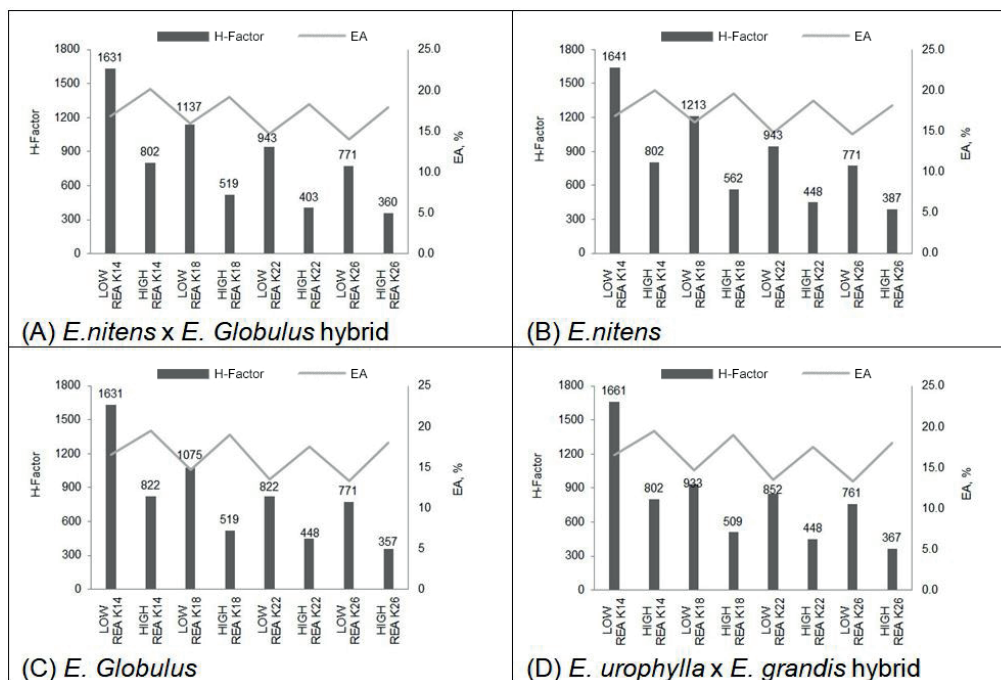 H-Factor EA
1800
1500
1200
900
600
300
0
H-Factor
25.0
20.0
15.0
10.0
5.0
0.0
EA, %
1631
802
1137
519
943
403
771
360
LOW
REA K14
HIGH
REA K14
LOW
REA K18
HIGH
REA K18
LOW
REA K22
HIGH
REA K22
LOW
REA K26
HIGH
REA K26
(A) E.nitens x E. Globulus hybrid
H-Factor EA
1800
1500
1200
900
600
300
0
H-Factor
25.0
20.0
15.0
10.0
5.0
0.0
EA, %
1641
802
1213
562
943
448
771
387
LOW
REA K14
HIGH
REA K14
LOW
REA K18
HIGH
REA K18
LOW
REA K22
HIGH
REA K22
LOW
REA K26
HIGH
REA K26
(B) E.nitens
H-Factor EA
1800
1500
1200
900
600
300
0
H-Factor
25
20
15
10
5
0
EA, %
1631
822
1075
519
822
448
771
357
LOW
REA K14
HIGH
REA K14
LOW
REA K18
HIGH
REA K18
LOW
REA K22
HIGH
REA K22
LOW
REA K26
HIGH
REA K26
(C) E. Globulus
H-Factor EA
1800
1500
1200
900
600
300
0
H-Factor
25.0
20.0
15.0
10.0
5.0
0.0
EA, %
1661
802
933
509
852
448
761
367
LOW
REA K14
HIGH
REA K14
LOW
REA K18
HIGH
REA K18
LOW
REA K22
HIGH
REA K22
LOW
REA K26
HIGH
REA K26
(D) E. urophylla x E. grandis hybrid